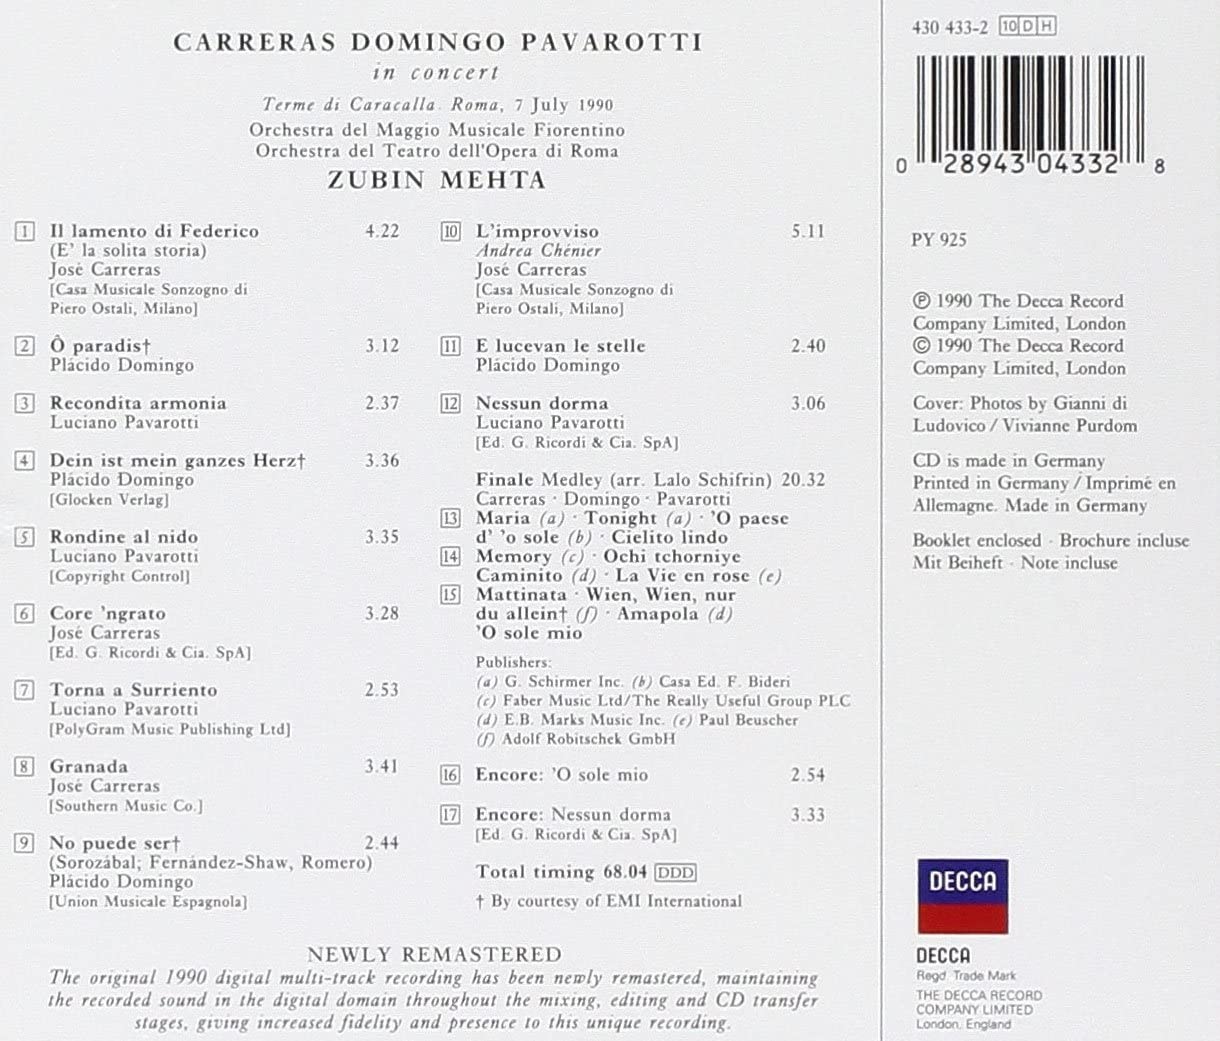 CARRERAS DOMINGO PAVAROTTI
in concert
Terme di Caracalla. Roma, 7 July 1990
Orchestra del Maggio Musicale Fiorentino
Orchestra del Teatro dell'Opera di Roma
ZUBIN MEHTA
1 Il lamento di Federico 4.22
(E' la solita storia)
José Carreras
[Casa Musicale Sonzogno di
Piero Ostali, Milano]
2 Ô paradis† 3.12
Plácido Domingo
3 Recondita armonia 2.37
Luciano Pavarotti
4 Dein ist mein ganzes Herz† 3.36
Plácido Domingo
[Glocken Verlag]
5 Rondine al nido 3.35
Luciano Pavarotti
[Copyright Control]
6 Core 'ngrato 3.28
José Carreras
[Ed. G. Ricordi & Cia. SpA]
7 Torna a Surriento 2.53
Luciano Pavarotti
[PolyGram Music Publishing Ltd]
8 Granada 3.41
José Carreras
[Southern Music Co.]
9 No puede ser† 2.44
(Sorozábal; Fernández-Shaw, Romero)
Plácido Domingo
[Union Musicale Espagnola]
10 L'improvviso 5.11
Andrea Chénier
José Carreras
[Casa Musicale Sonzogno di
Piero Ostali, Milano]
11 E lucevan le stelle 2.40
Plácido Domingo
12 Nessun dorma 3.06
Luciano Pavarotti
[Ed. G. Ricordi & Cia. SpA]
Finale Medley (arr. Lalo Schifrin) 20.32
Carreras · Domingo · Pavarotti
13 Maria (a) · Tonight (a) · 'O paese
d' 'o sole (b) · Cielito lindo
14 Memory (c) · Ochi tchorniye
Caminito (d) · La Vie en rose (e)
15 Mattinata · Wien, Wien, nur
du allein† (f) · Amapola (d)
'O sole mio
Publishers:
(a) G. Schirmer Inc. (b) Casa Ed. F. Bideri
(c) Faber Music Ltd/The Really Useful Group PLC
(d) E.B. Marks Music Inc. (e) Paul Beuscher
(f) Adolf Robitschek GmbH
16 Encore: 'O sole mio 2.54
17 Encore: Nessun dorma 3.33
[Ed. G. Ricordi & Cia. SpA]
Total timing 68.04 DDD
† By courtesy of EMI International
NEWLY REMASTERED
The original 1990 digital multi-track recording has been newly remastered, maintaining
the recorded sound in the digital domain throughout the mixing, editing and CD transfer
stages, giving increased fidelity and presence to this unique recording.
430 433-2 10 D H
0 28943 04332 8
PY 925
℗ 1990 The Decca Record
Company Limited, London
© 1990 The Decca Record
Company Limited, London
Cover: Photos by Gianni di
Ludovico / Vivianne Purdom
CD is made in Germany
Printed in Germany / Imprimé en
Allemagne. Made in Germany
Booklet enclosed · Brochure incluse
Mit Beiheft · Note incluse
DECCA
DECCA
Regd. Trade Mark
THE DECCA RECORD
COMPANY LIMITED
London, England